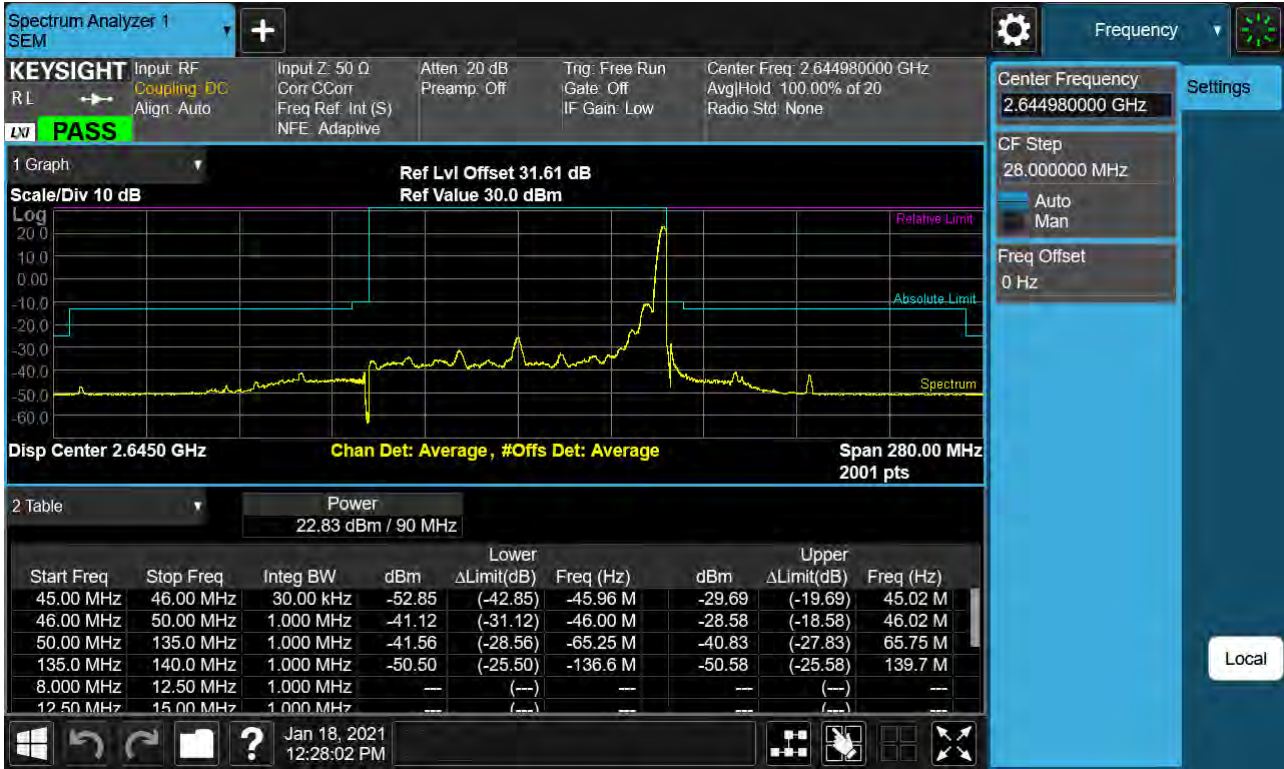 Spectrum Analyzer 1
SEM
Frequency
KEYSIGHT
Input: RF
Coupling: DC
Align: Auto
Input Z: 50 Ω
Corr CCorr
Freq Ref: Int (S)
NFE: Adaptive
Atten: 20 dB
Preamp: Off
Trig: Free Run
Gate: Off
IF Gain: Low
Center Freq: 2.644980000 GHz
Avg|Hold: 100.00% of 20
Radio Std: None
R L
LXI
PASS
Center Frequency
2.644980000 GHz
Settings
CF Step
28.000000 MHz
Auto
Man
Freq Offset
0 Hz
Local
1 Graph
Ref Lvl Offset 31.61 dB
Scale/Div 10 dB
Ref Value 30.0 dBm
Log
Relative Limit
20.0
10.0
0.00
-10.0
Absolute Limit
-20.0
-30.0
-40.0
Spectrum
-50.0
-60.0
Disp Center 2.6450 GHz
Chan Det: Average , #Offs Det: Average
Span 280.00 MHz
2001 pts
2 Table
Power
22.83 dBm / 90 MHz
Lower Upper
Start Freq Stop Freq Integ BW dBm ΔLimit(dB) Freq (Hz) dBm ΔLimit(dB) Freq (Hz)
45.00 MHz 46.00 MHz 30.00 kHz -52.85 (-42.85) -45.96 M -29.69 (-19.69) 45.02 M
46.00 MHz 50.00 MHz 1.000 MHz -41.12 (-31.12) -46.00 M -28.58 (-18.58) 46.02 M
50.00 MHz 135.0 MHz 1.000 MHz -41.56 (-28.56) -65.25 M -40.83 (-27.83) 65.75 M
135.0 MHz 140.0 MHz 1.000 MHz -50.50 (-25.50) -136.6 M -50.58 (-25.58) 139.7 M
8.000 MHz 12.50 MHz 1.000 MHz --- (---) --- --- (---) ---
12.50 MHz 15.00 MHz 1.000 MHz --- (---) --- --- (---) ---
Jan 18, 2021
12:28:02 PM